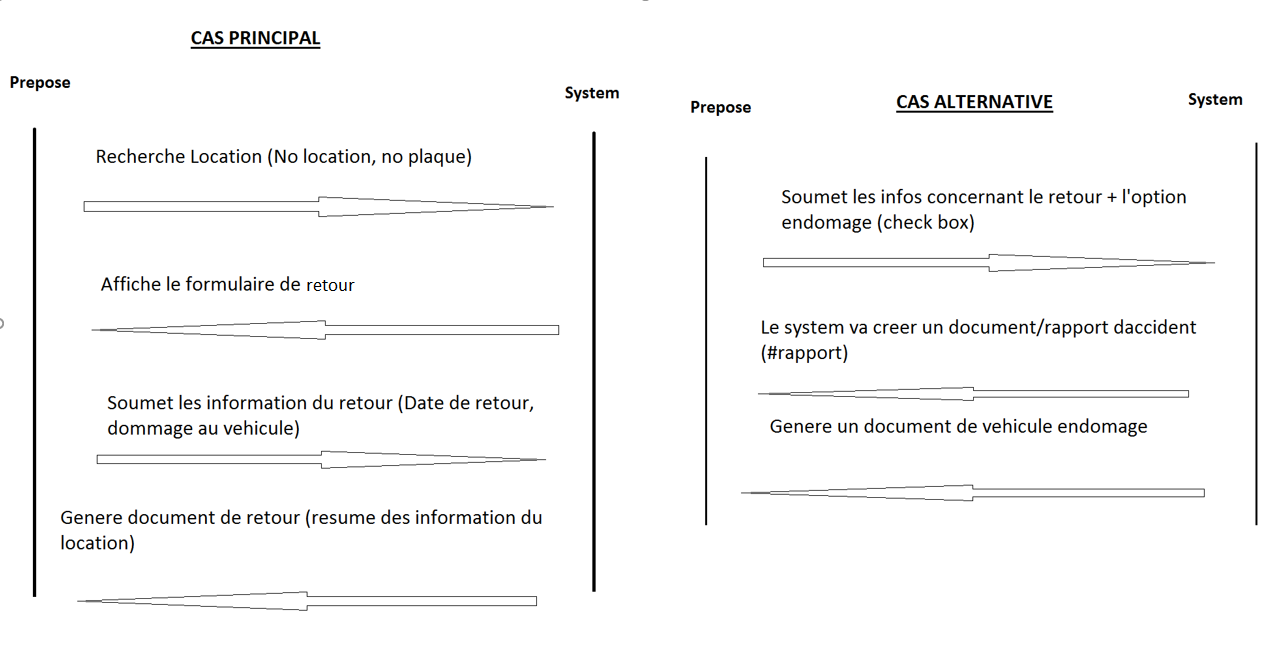 CAS PRINCIPAL
Prepose
System
Recherche Location (No location, no plaque)
Affiche le formulaire de retour
Soumet les information du retour (Date de retour,
dommage au vehicule)
Genere document de retour (resume des information du
location)
CAS ALTERNATIVE
Prepose
System
Soumet les infos concernant le retour + l'option
endomage (check box)
Le system va creer un document/rapport daccident
(#rapport)
Genere un document de vehicule endomage